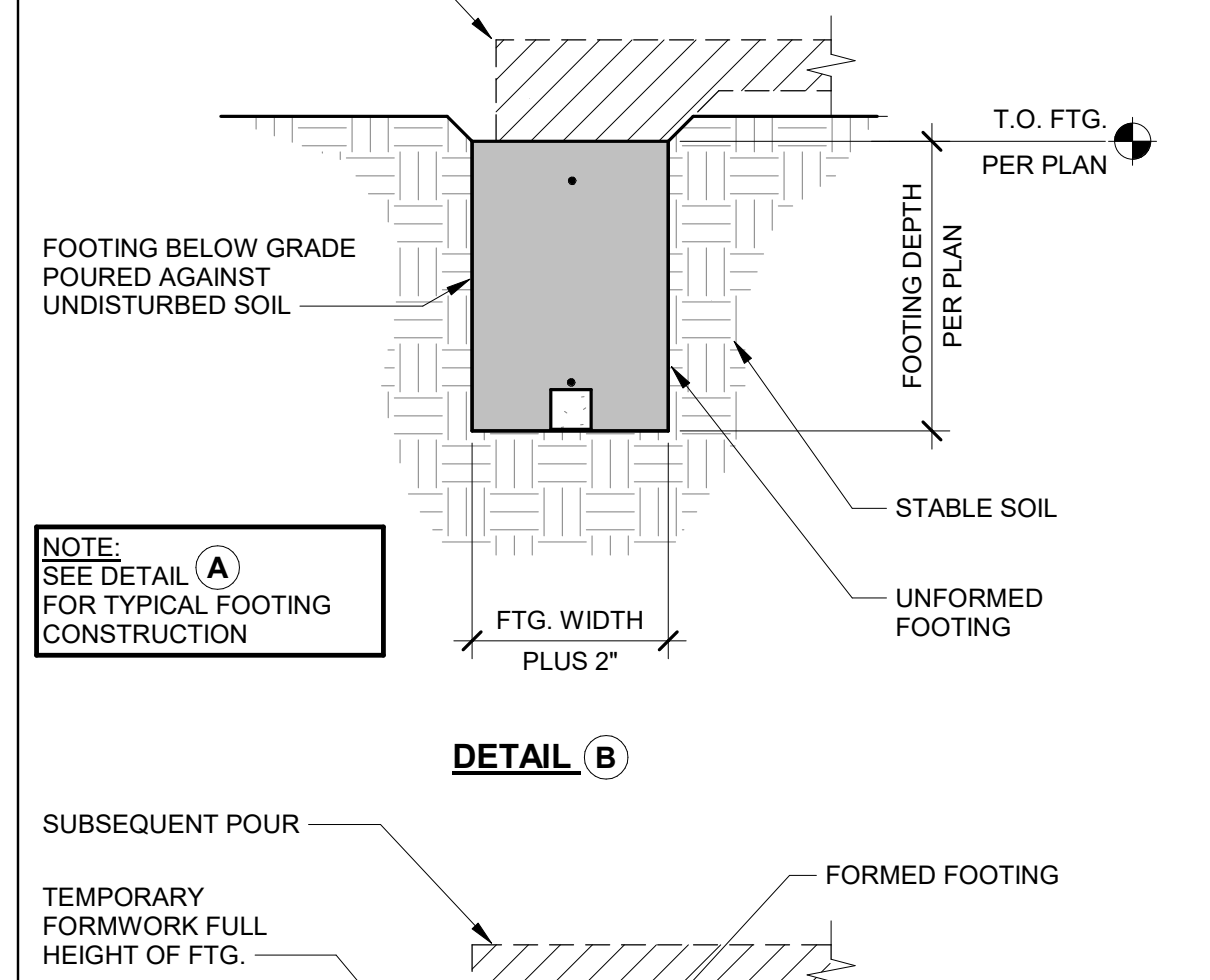 T.O. FTG.
PER PLAN
FOOTING DEPTH
PER PLAN
FOOTING BELOW GRADE
POURED AGAINST
UNDISTURBED SOIL
STABLE SOIL
NOTE:
SEE DETAIL A
FOR TYPICAL FOOTING
CONSTRUCTION
UNFORMED
FOOTING
FTG. WIDTH
PLUS 2"
DETAIL B
SUBSEQUENT POUR
FORMED FOOTING
TEMPORARY
FORMWORK FULL
HEIGHT OF FTG.